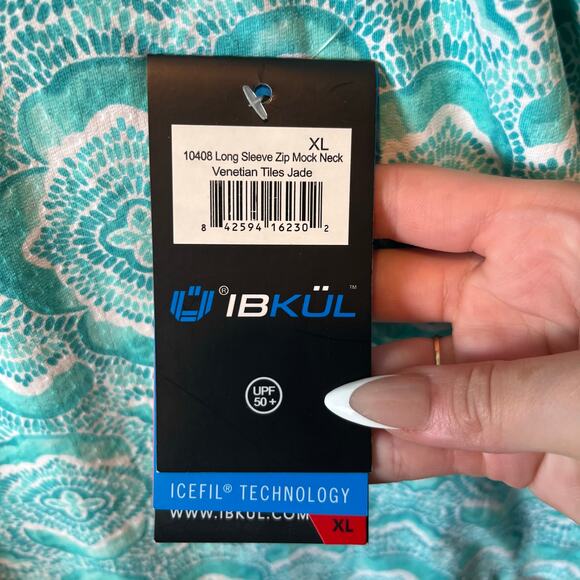 XL
10408 Long Sleeve Zip Mock Neck
Venetian Tiles Jade
8 42594 16230 2
® IBKÜL™
UPF
50+
ICEFIL® TECHNOLOGY
WWW.IBKUL.COM
XL